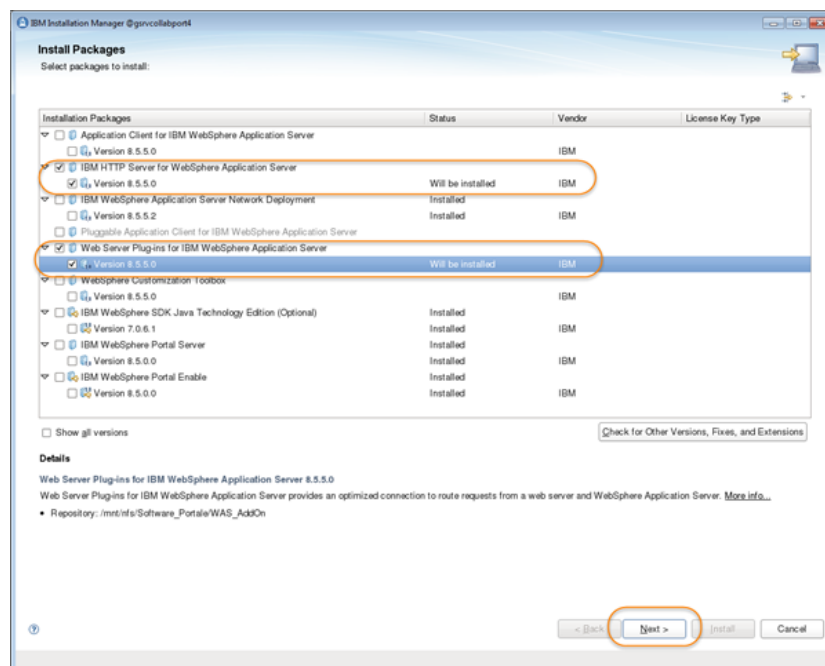 IBM Installation Manager @gsrvcollabport4
Install Packages
Select packages to install:
Installation Packages Status Vendor License Key Type
Application Client for IBM WebSphere Application Server
Version 8.5.5.0 IBM
IBM HTTP Server for WebSphere Application Server
Version 8.5.5.0 Will be installed IBM
IBM WebSphere Application Server Network Deployment Installed
Version 8.5.5.2 Installed IBM
Pluggable Application Client for IBM WebSphere Application Server
Web Server Plug-ins for IBM WebSphere Application Server
Version 8.5.5.0 Will be installed IBM
WebSphere Customization Toolbox
Version 8.5.5.0 IBM
IBM WebSphere SDK Java Technology Edition (Optional) Installed
Version 7.0.6.1 Installed IBM
IBM WebSphere Portal Server Installed
Version 8.5.0.0 Installed IBM
IBM WebSphere Portal Enable Installed
Version 8.5.0.0 Installed IBM
Show all versions Check for Other Versions, Fixes, and Extensions
Details
Web Server Plug-ins for IBM WebSphere Application Server 8.5.5.0
Web Server Plug-ins for IBM WebSphere Application Server provides an optimized connection to route requests from a web server and WebSphere Application Server. More info...
• Repository: /mnt/nfs/Software_Portale/WAS_AddOn
? < Back Next > Install Cancel